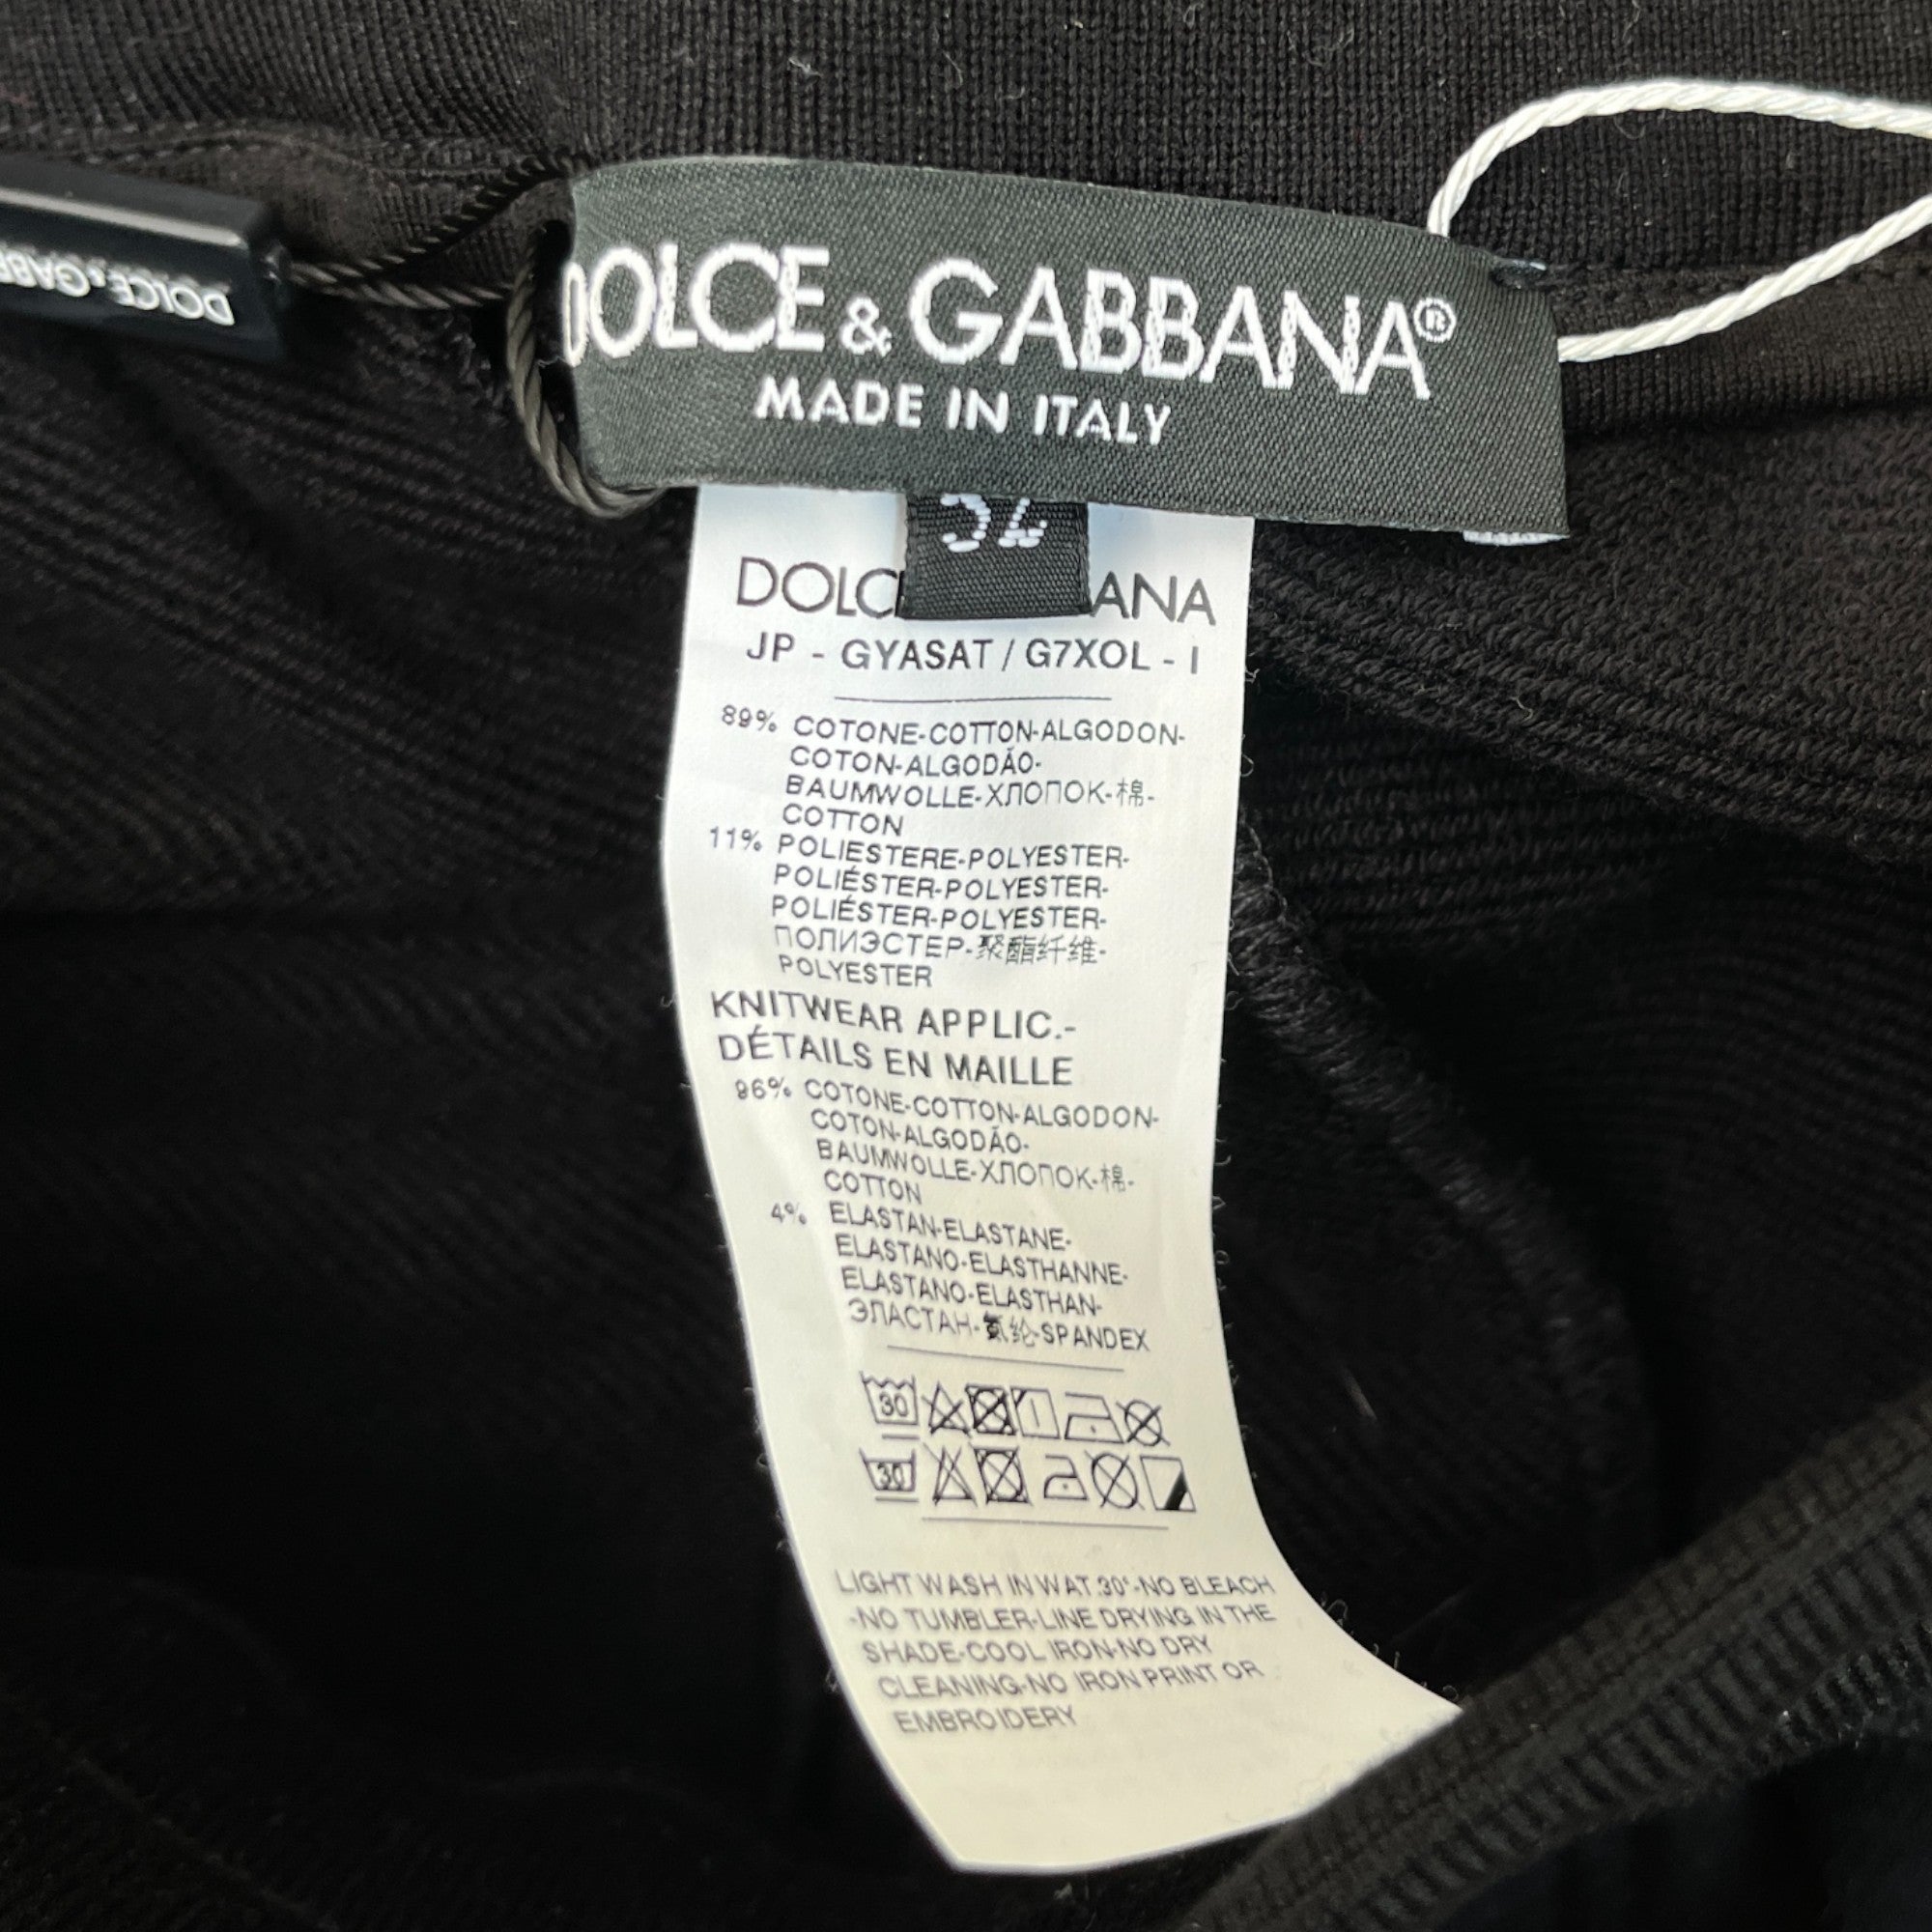 DOLCE & GABBANA®
MADE IN ITALY
DOLCE & GABB
DOLC ANA
JP - GYASAT / G7XOL - I
89% COTONE-COTTON-ALGODON-
COTON-ALGODÃO-
BAUMWOLLE-ХЛОПОК-棉-
COTTON
11% POLIESTERE-POLYESTER-
POLIÉSTER-POLYESTER-
POLIÉSTER-POLYESTER-
ПОЛИЭСТЕР-聚酯纤维-
POLYESTER
KNITWEAR APPLIC.-
DÉTAILS EN MAILLE
96% COTONE-COTTON-ALGODON-
COTON-ALGODÃO-
BAUMWOLLE-ХЛОПОК-棉-
COTTON
4% ELASTAN-ELASTANE-
ELASTANO-ELASTHANNE-
ELASTANO-ELASTHAN-
ЭЛАСТАН-氨纶-SPANDEX
30
30
LIGHT WASH IN WAT.30°-NO BLEACH
-NO TUMBLER-LINE DRYING IN THE
SHADE-COOL IRON-NO DRY
CLEANING-NO IRON PRINT OR
EMBROIDERY